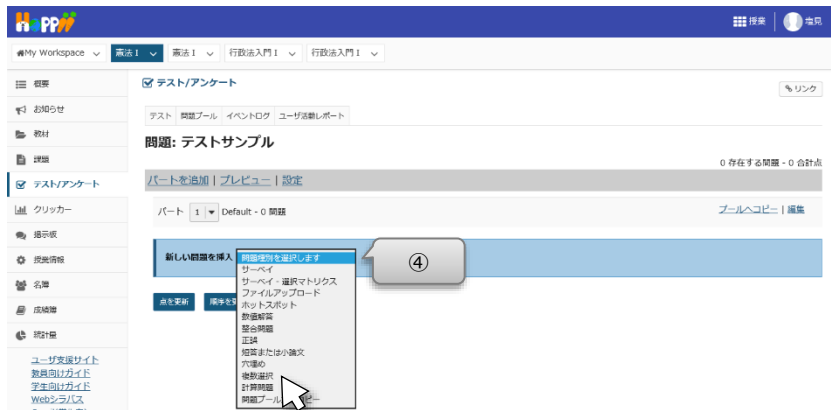 HoPPii
授業
塩見
My Workspace
憲法Ⅰ
憲法Ⅰ
行政法入門Ⅰ
行政法入門Ⅰ
概要
お知らせ
教材
課題
テスト/アンケート
クリッカー
掲示板
授業情報
名簿
成績簿
統計量
ユーザ支援サイト
教員向けガイド
学生向けガイド
Webシラバス
テスト/アンケート
リンク
テスト 問題プール イベントログ ユーザ活動レポート
問題: テストサンプル
0 存在する問題 - 0 合計点
パートを追加 | プレビュー | 設定
パート 1 Default - 0 問題
プールへコピー | 編集
新しい問題を挿入
問題種別を選択します
サーベイ
サーベイ - 選択マトリクス
ファイルアップロード
ホットスポット
数値解答
整合問題
正誤
短答または小論文
穴埋め
複数選択
計算問題
問題プール
ピー
④
点を更新
順序を